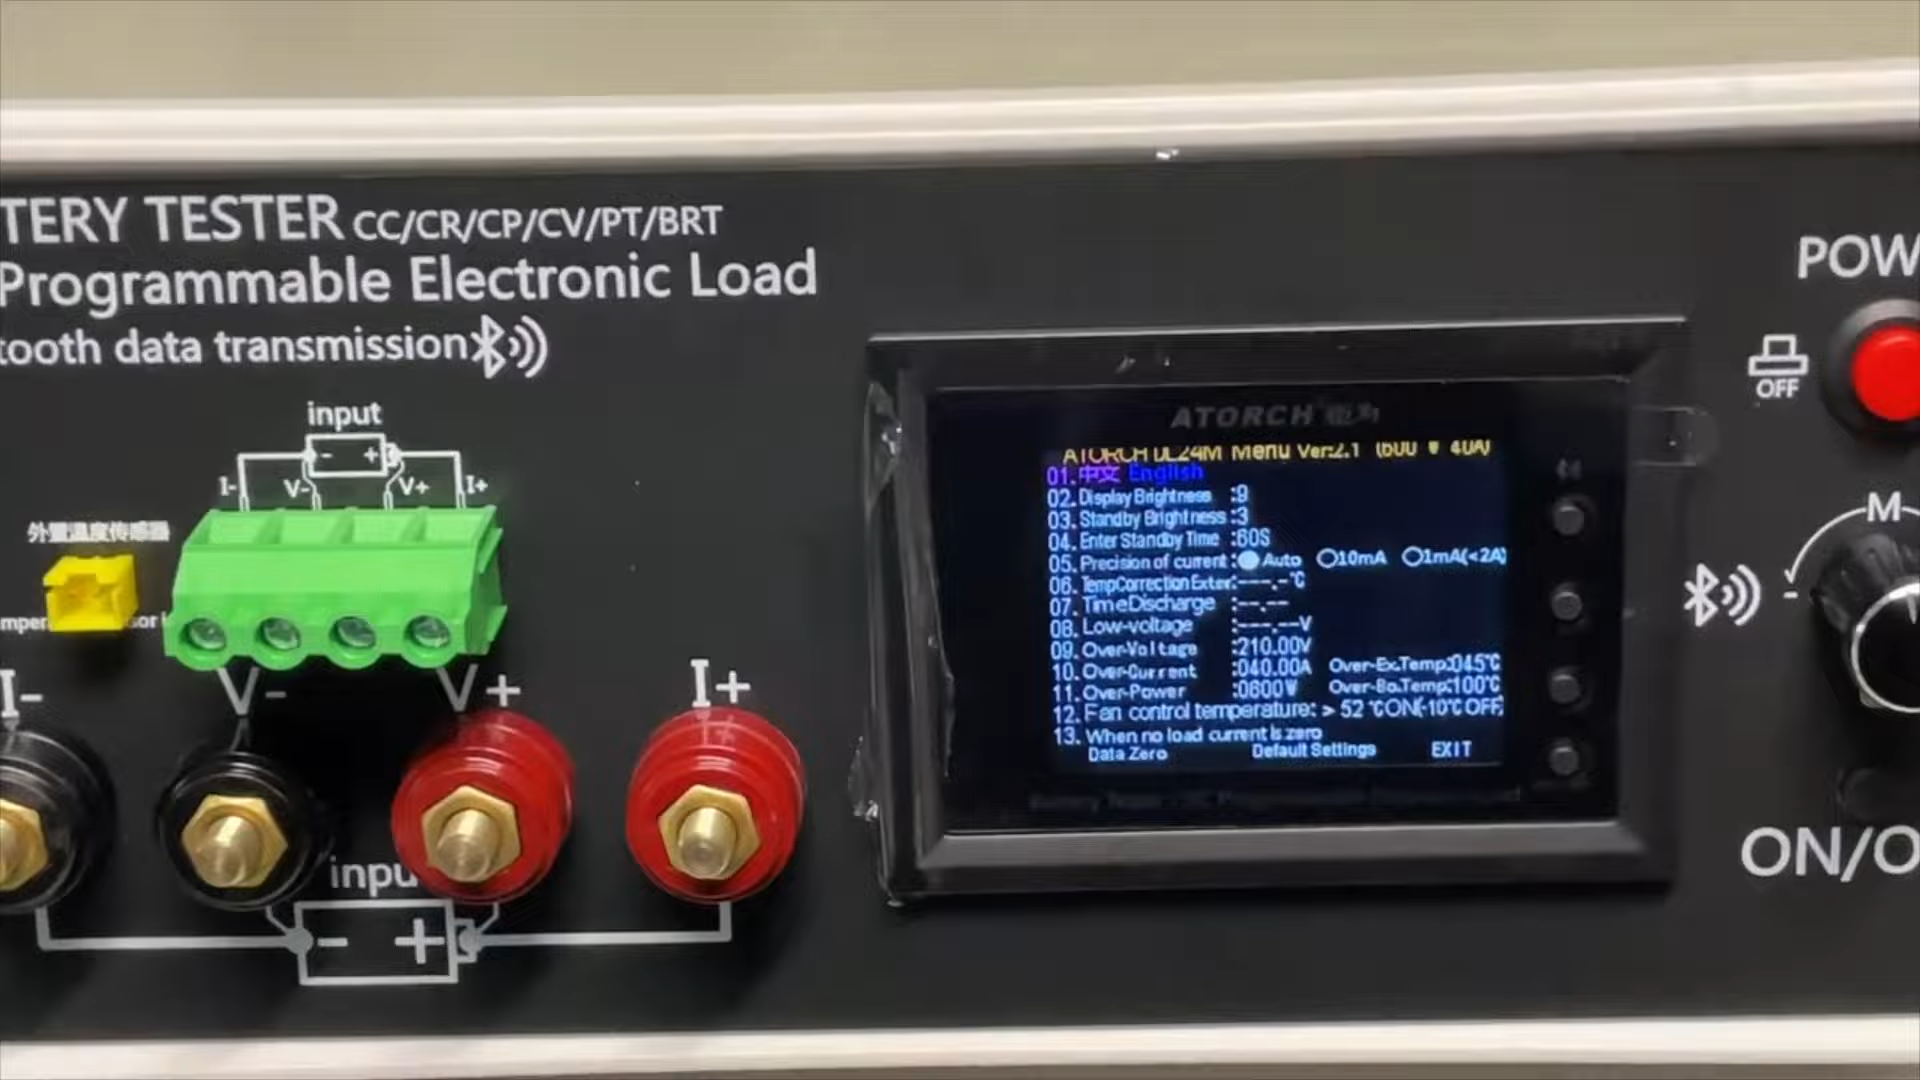 TERY TESTER CC/CR/CP/CV/PT/BRT
Programmable Electronic Load
tooth data transmission
input
- +
I- V- V+ I+
外置温度传感器
I- V- V+ I+
input
- +
ATORCH
ATORCH DL24M Menu Ver:2.1 (600 W 40A)
01.中文 English
02.Display Brightness :9
03.Standby Brightness :3
04.Enter Standby Time :60S
05.Precision of current: Auto 10mA 1mA(<2A)
06.TempCorrection Exter:---.-℃
07.TimeDischarge :--.--
08.Low-voltage :---.--V
09.Over-Voltage :210.00V
10.Over-Current :040.00A Over-Ex.Temp:045℃
11.Over-Power :0600W Over-Bo.Temp:100℃
12.Fan control temperature: > 52 ℃ON(-10℃OFF)
13.When no load current is zero
Data Zero Default Settings EXIT
POW
OFF
M
V
-
ON/O